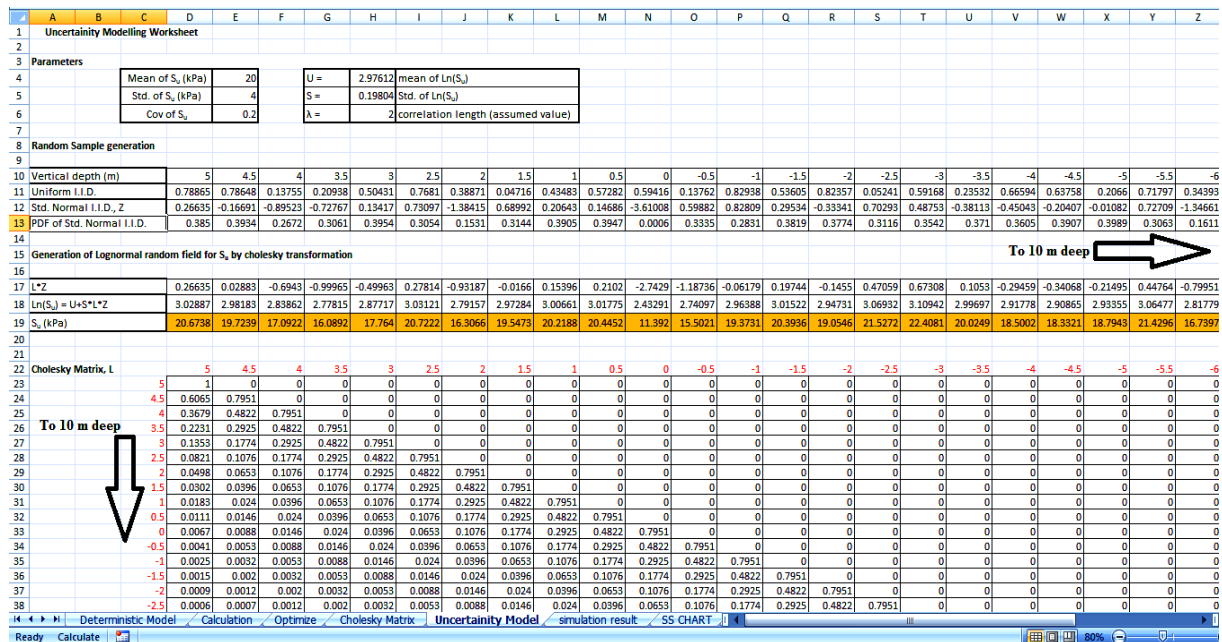 A B C D E F G H I J K L M N O P Q R S T U V W X Y Z
1 Uncertainity Modelling Worksheet
2
3 Parameters
4 Mean of Su (kPa) 20 U = 2.97612 mean of Ln(Su)
5 Std. of Su (kPa) 4 S = 0.19804 Std. of Ln(Su)
6 Cov of Su 0.2 λ = 2 correlation length (assumed value)
7
8 Random Sample generation
9
10 Vertical depth (m) 5 4.5 4 3.5 3 2.5 2 1.5 1 0.5 0 -0.5 -1 -1.5 -2 -2.5 -3 -3.5 -4 -4.5 -5 -5.5 -6
11 Uniform I.I.D. 0.78865 0.78648 0.13755 0.20938 0.50431 0.7681 0.38871 0.04716 0.43483 0.57282 0.59416 0.13762 0.82938 0.53605 0.82357 0.05241 0.59168 0.23532 0.66594 0.63758 0.2066 0.71797 0.34393
12 Std. Normal I.I.D., Z 0.26635 -0.16691 -0.89523 -0.72767 0.13417 0.73097 -1.38415 0.68992 0.20643 0.14686 -3.61008 0.59882 0.82809 0.29534 -0.33341 0.70293 0.48753 -0.38113 -0.45043 -0.20407 -0.01082 0.72709 -1.34661
13 PDF of Std. Normal I.I.D. 0.385 0.3934 0.2672 0.3061 0.3954 0.3054 0.1531 0.3144 0.3905 0.3947 0.0006 0.3335 0.2831 0.3819 0.3774 0.3116 0.3542 0.371 0.3605 0.3907 0.3989 0.3063 0.1611
14
15 Generation of Lognormal random field for Su by cholesky transformation To 10 m deep
16
17 L*Z 0.26635 0.02883 -0.6943 -0.99965 -0.49963 0.27814 -0.93187 -0.0166 0.15396 0.2102 -2.7429 -1.18736 -0.06179 0.19744 -0.1455 0.47059 0.67308 0.1053 -0.29459 -0.34068 -0.21495 0.44764 -0.79951
18 Ln(Su) = U+S*L*Z 3.02887 2.98183 2.83862 2.77815 2.87717 3.03121 2.79157 2.97284 3.00661 3.01775 2.43291 2.74097 2.96388 3.01522 2.94731 3.06932 3.10942 2.99697 2.91778 2.90865 2.93355 3.06477 2.81779
19 Su (kPa) 20.6738 19.7239 17.0922 16.0892 17.764 20.7222 16.3066 19.5473 20.2188 20.4452 11.392 15.5021 19.3731 20.3936 19.0546 21.5272 22.4081 20.0249 18.5002 18.3321 18.7943 21.4296 16.7397
20
21
22 Cholesky Matrix, L 5 4.5 4 3.5 3 2.5 2 1.5 1 0.5 0 -0.5 -1 -1.5 -2 -2.5 -3 -3.5 -4 -4.5 -5 -5.5 -6
23 5 1 0 0 0 0 0 0 0 0 0 0 0 0 0 0 0 0 0 0 0 0 0 0
24 4.5 0.6065 0.7951 0 0 0 0 0 0 0 0 0 0 0 0 0 0 0 0 0 0 0 0 0
25 4 0.3679 0.4822 0.7951 0 0 0 0 0 0 0 0 0 0 0 0 0 0 0 0 0 0 0 0
26 To 10 m deep 3.5 0.2231 0.2925 0.4822 0.7951 0 0 0 0 0 0 0 0 0 0 0 0 0 0 0 0 0 0 0
27 3 0.1353 0.1774 0.2925 0.4822 0.7951 0 0 0 0 0 0 0 0 0 0 0 0 0 0 0 0 0 0
28 2.5 0.0821 0.1076 0.1774 0.2925 0.4822 0.7951 0 0 0 0 0 0 0 0 0 0 0 0 0 0 0 0 0
29 2 0.0498 0.0653 0.1076 0.1774 0.2925 0.4822 0.7951 0 0 0 0 0 0 0 0 0 0 0 0 0 0 0 0
30 1.5 0.0302 0.0396 0.0653 0.1076 0.1774 0.2925 0.4822 0.7951 0 0 0 0 0 0 0 0 0 0 0 0 0 0 0
31 1 0.0183 0.024 0.0396 0.0653 0.1076 0.1774 0.2925 0.4822 0.7951 0 0 0 0 0 0 0 0 0 0 0 0 0 0
32 0.5 0.0111 0.0146 0.024 0.0396 0.0653 0.1076 0.1774 0.2925 0.4822 0.7951 0 0 0 0 0 0 0 0 0 0 0 0 0
33 0 0.0067 0.0088 0.0146 0.024 0.0396 0.0653 0.1076 0.1774 0.2925 0.4822 0.7951 0 0 0 0 0 0 0 0 0 0 0 0
34 -0.5 0.0041 0.0053 0.0088 0.0146 0.024 0.0396 0.0653 0.1076 0.1774 0.2925 0.4822 0.7951 0 0 0 0 0 0 0 0 0 0 0
35 -1 0.0025 0.0032 0.0053 0.0088 0.0146 0.024 0.0396 0.0653 0.1076 0.1774 0.2925 0.4822 0.7951 0 0 0 0 0 0 0 0 0 0
36 -1.5 0.0015 0.002 0.0032 0.0053 0.0088 0.0146 0.024 0.0396 0.0653 0.1076 0.1774 0.2925 0.4822 0.7951 0 0 0 0 0 0 0 0 0
37 -2 0.0009 0.0012 0.002 0.0032 0.0053 0.0088 0.0146 0.024 0.0396 0.0653 0.1076 0.1774 0.2925 0.4822 0.7951 0 0 0 0 0 0 0 0
38 -2.5 0.0006 0.0007 0.0012 0.002 0.0032 0.0053 0.0088 0.0146 0.024 0.0396 0.0653 0.1076 0.1774 0.2925 0.4822 0.7951 0 0 0 0 0 0 0
Deterministic Model Calculation Optimize Cholesky Matrix Uncertainty Model simulation result SS CHART
Ready Calculate 80%